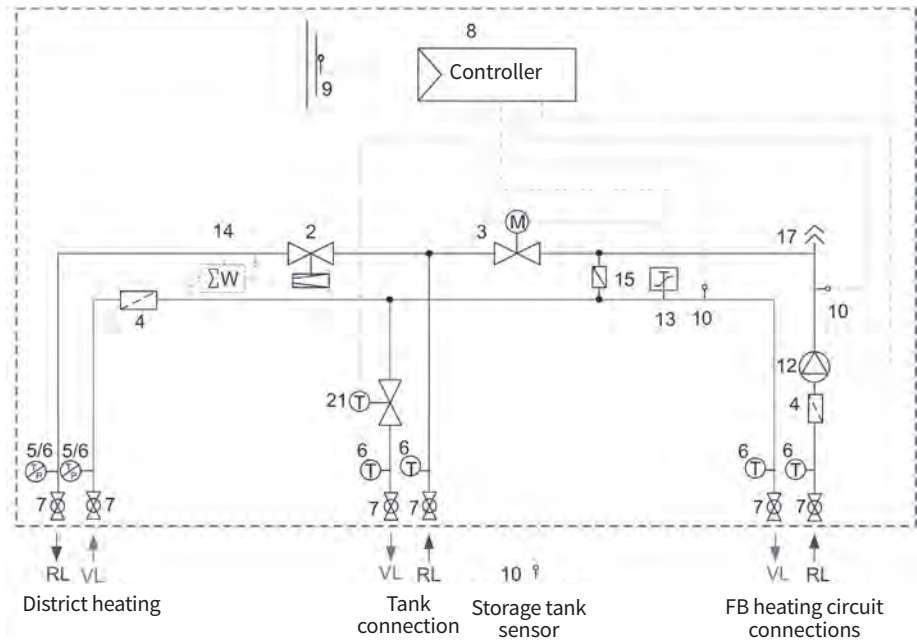 8
Controller
9
14
2
3
M
17
ΣW
15
4
13
10
10
12
21
T
4
5/6
5/6
6
6
6
6
T
P
T
P
T
T
T
T
7
7
7
7
7
7
RL
VL
VL
RL
10
VL
RL
District heating
Tank
connection
Storage tank
sensor
FB heating circuit
connections